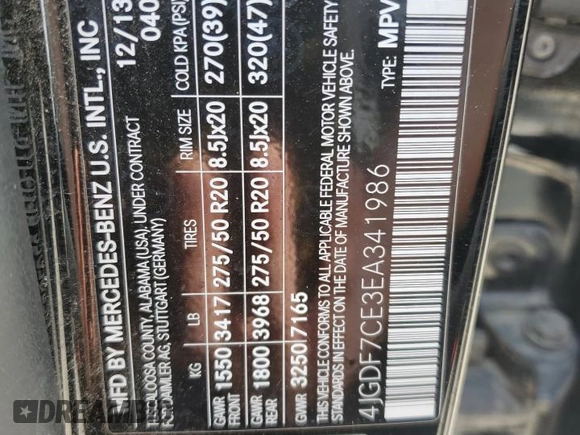 MFD BY MERCEDES-BENZ U.S. INTL., INC 12/13
ALOOSA COUNTY, ALABAMA (USA), UNDER CONTRACT 040
DAIMLER AG, STUTTGART (GERMANY)
KG LB TIRES RIM SIZE COLD KPA (PSI)
GAWR FRONT 1550 3417 275/50 R20 8.5Jx20 270(39)
GAWR REAR 1800 3968 275/50 R20 8.5Jx20 320(47)
GVWR 3250 7165
THIS VEHICLE CONFORMS TO ALL APPLICABLE FEDERAL MOTOR VEHICLE SAFETY
STANDARDS IN EFFECT ON THE DATE OF MANUFACTURE SHOWN ABOVE.
4JGDF7CE3EA341986 TYPE: MPV
DREAMBID